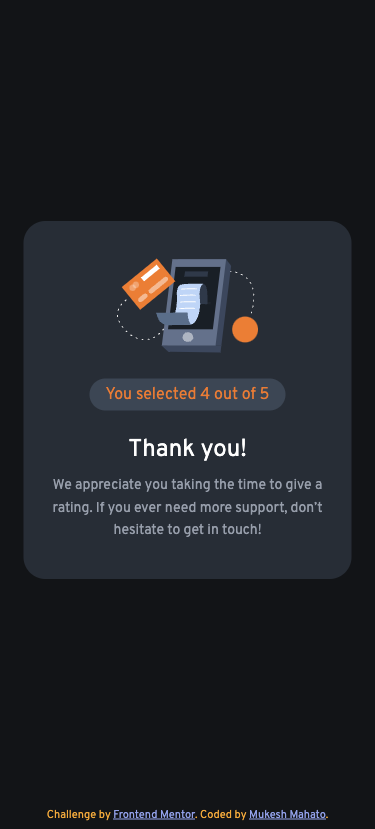 You selected 4 out of 5
Thank you!
We appreciate you taking the time to give a
rating. If you ever need more support, don’t
hesitate to get in touch!
Challenge by Frontend Mentor. Coded by Mukesh Mahato.